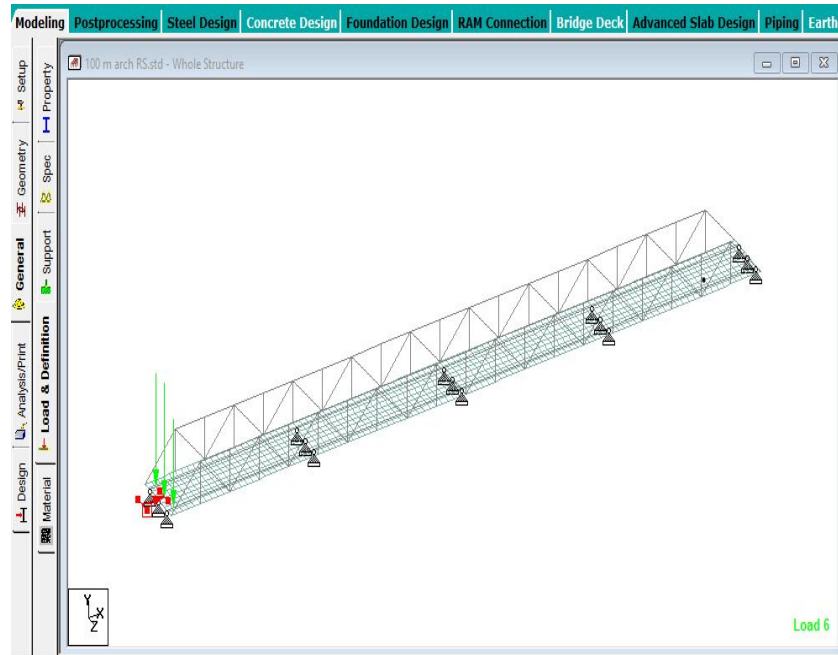 Modeling Postprocessing Steel Design Concrete Design Foundation Design RAM Connection Bridge Deck Advanced Slab Design Piping Earth
100 m arch RS.std - Whole Structure
Setup
Geometry
General
Analysis/Print
Design
Property
Spec
Support
Load & Definition
Material
Y
X
Z
Load 6